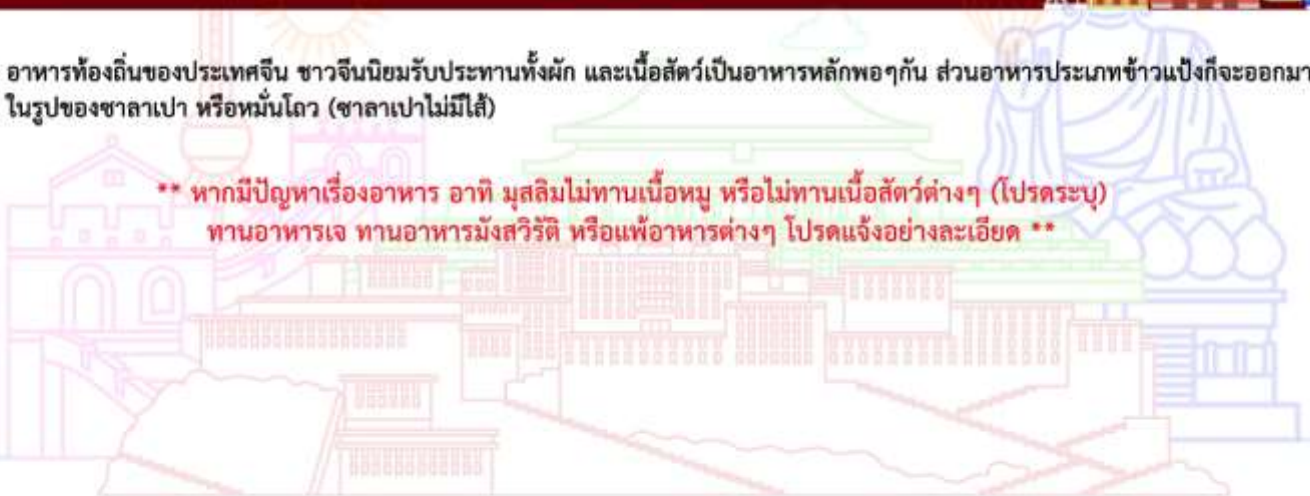 อาหารท้องถิ่นของประเทศจีน ชาวจีนนิยมรับประทานทั้งผัก และเนื้อสัตว์เป็นอาหารหลักพอๆกัน ส่วนอาหารประเภทข้าวแป้งก็จะออกมา
ในรูปของซาลาเปา หรือหมั่นโถว (ซาลาเปาไม่มีไส้)
** หากมีปัญหาเรื่องอาหาร อาทิ มุสลิมไม่ทานเนื้อหมู หรือไม่ทานเนื้อสัตว์ต่างๆ (โปรดระบุ)
ทานอาหารเจ ทานอาหารมังสวิรัติ หรือแพ้อาหารต่างๆ โปรดแจ้งอย่างละเอียด **